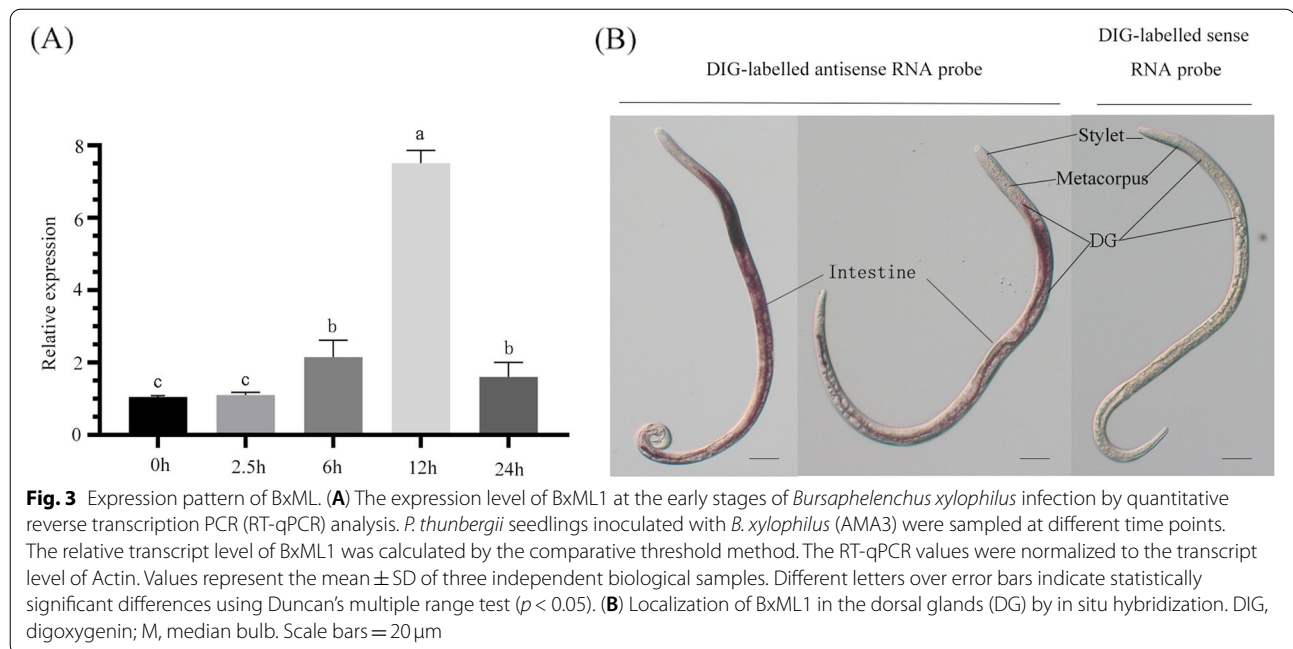 (A)
8
6
4
2
0
Relative expression
c
c
b
a
b
0h
2.5h
6h
12h
24h
(B)
DIG-labelled antisense RNA probe
DIG-labelled sense
RNA probe
Stylet
Metacorpus
DG
Intestine
Fig. 3 Expression pattern of BxML. (A) The expression level of BxML1 at the early stages of Bursaphelenchus xylophilus infection by quantitative
reverse transcription PCR (RT-qPCR) analysis. P. thunbergii seedlings inoculated with B. xylophilus (AMA3) were sampled at different time points.
The relative transcript level of BxML1 was calculated by the comparative threshold method. The RT-qPCR values were normalized to the transcript
level of Actin. Values represent the mean ± SD of three independent biological samples. Different letters over error bars indicate statistically
significant differences using Duncan's multiple range test (p < 0.05). (B) Localization of BxML1 in the dorsal glands (DG) by in situ hybridization. DIG,
digoxygenin; M, median bulb. Scale bars = 20 μm